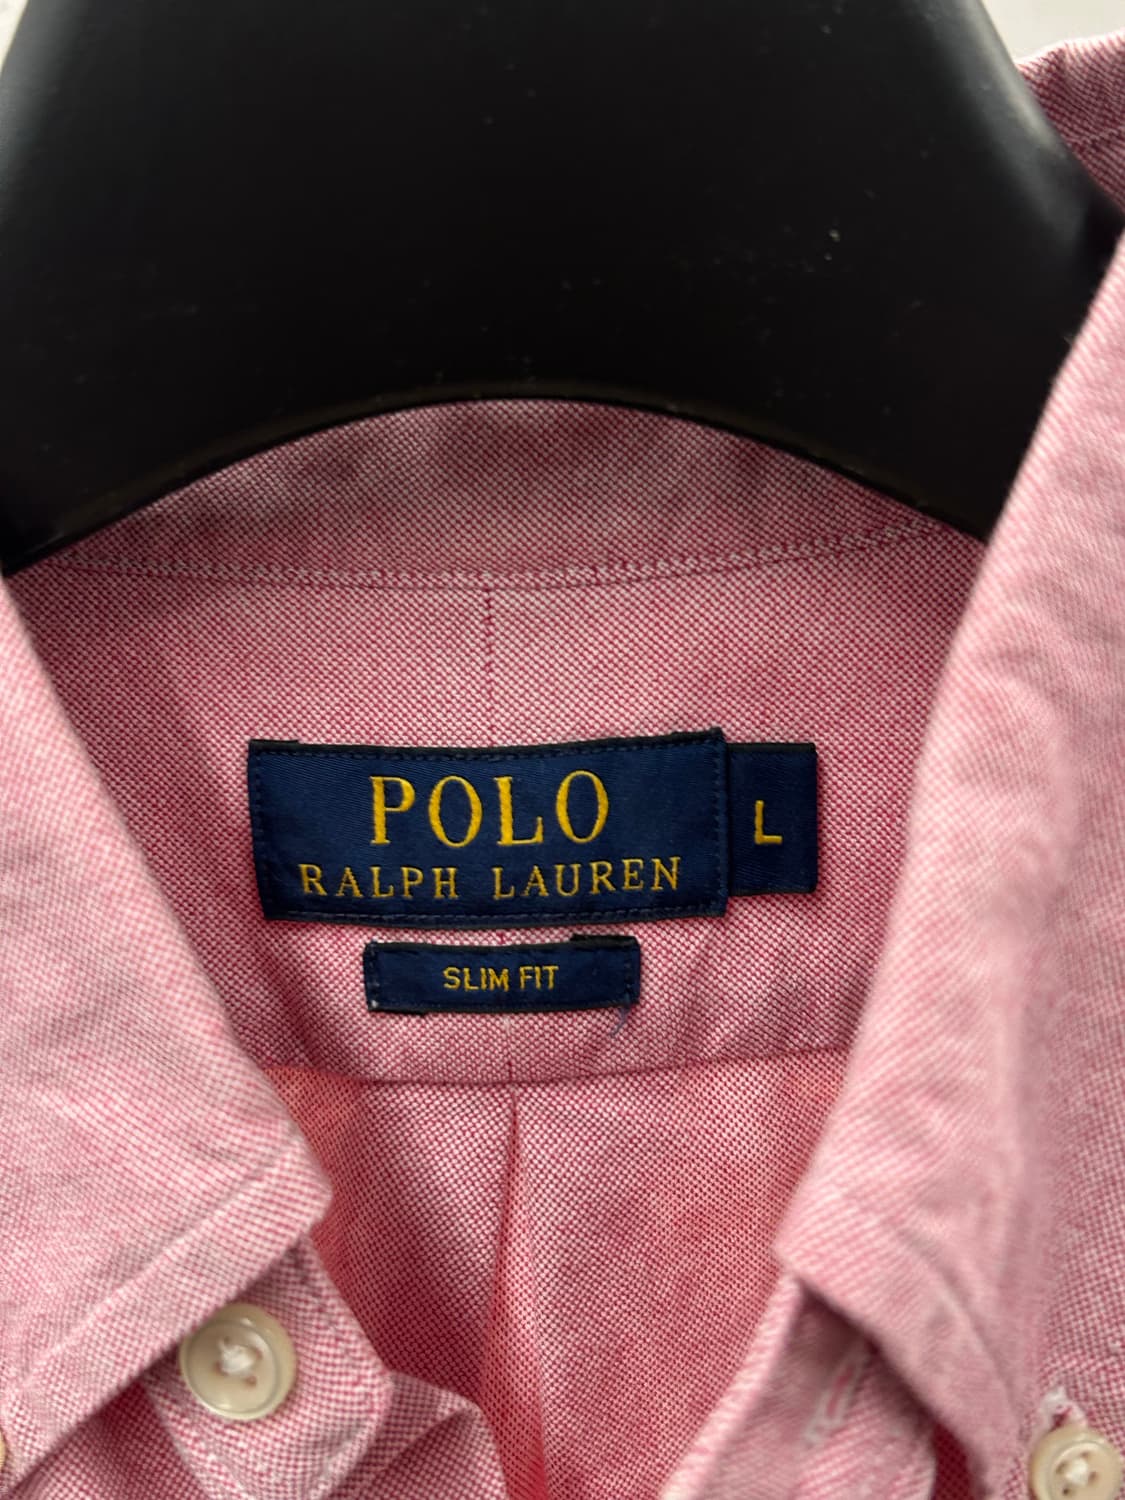 POLO
RALPH LAUREN
L
SLIM FIT